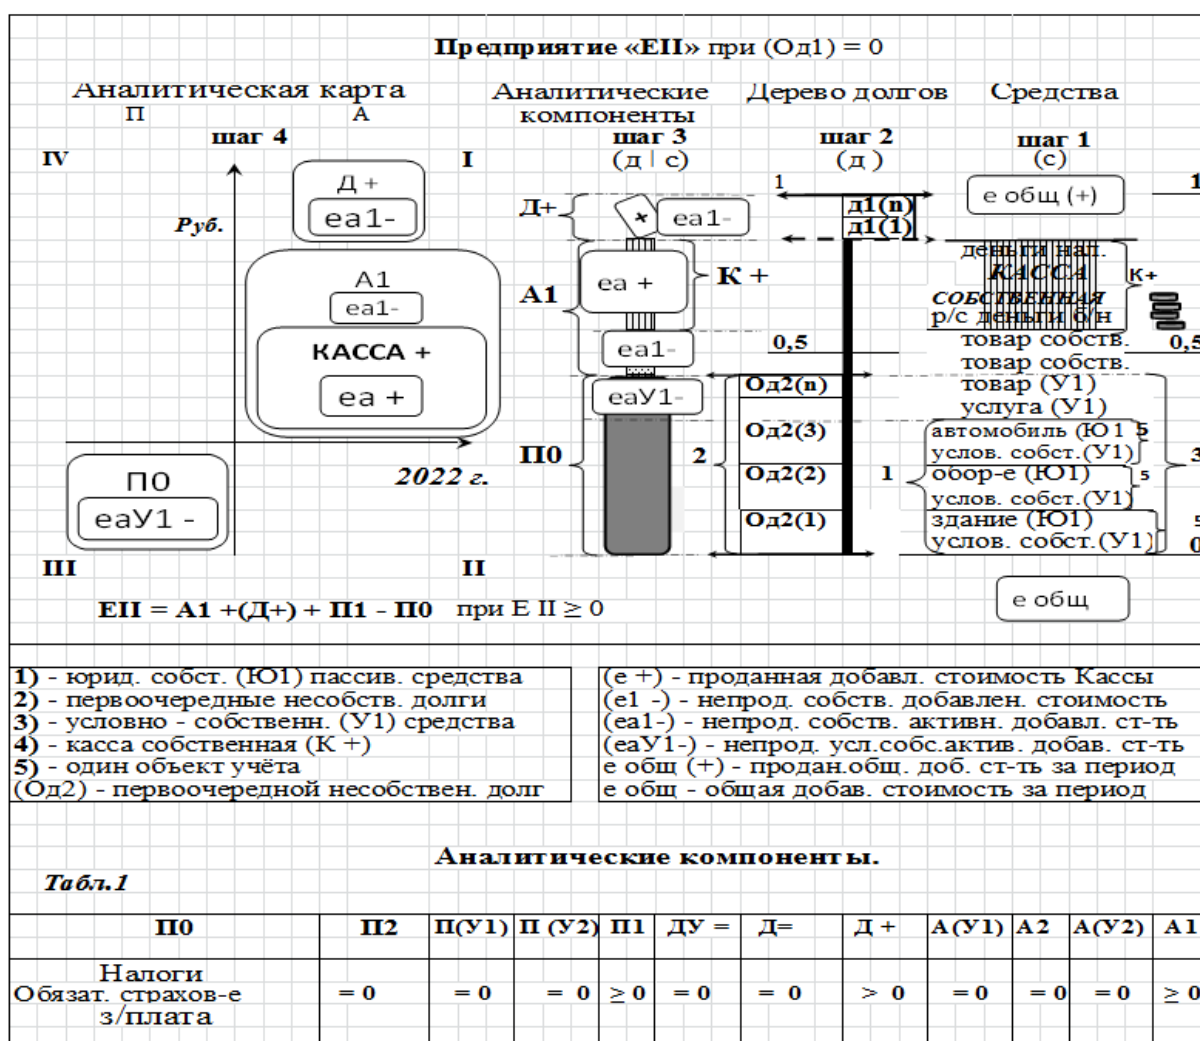 Предприятие «ЕII» при (Од1) = 0
Аналитическая карта
П А
шаг 4
IV
I
Руб.
Д +
еа1-
А1
еа1-
КАССА +
еа +
2022 г.
П0
еаУ1 -
III
II
ЕII = А1 +(Д+) + П1 - П0 при Е II ≥ 0
Аналитические
компоненты
шаг 3
(д | с)
Д+
+
еа1-
еа +
К +
А1
еа1-
еаУ1-
П0
Дерево долгов
шаг 2
(д )
1
д1(n)
д1(1)
0,5
Од2(n)
Од2(3)
2
Од2(2)
1
Од2(1)
Средства
шаг 1
(с)
е общ (+)
1
деньги нал.
КАССА
К+
СОБСТВЕННАЯ
р/с деньги б/н
товар собств.
0,5
товар собств.
товар (У1)
услуга (У1)
автомобиль (Ю1 5
услов. собст.(У1)
3
обор-е (Ю1) 5
услов. собст.(У1)
здание (Ю1) 5
услов. собст.(У1) 0
е общ
1) - юрид. собст. (Ю1) пассив. средства
2) - первоочередные несобств. долги
3) - условно - собственн. (У1) средства
4) - касса собственная (К +)
5) - один объект учёта
(Од2) - первоочередной несобствен. долг
(е +) - проданная добавл. стоимость Кассы
(е1 -) - непрод. собств. добавлен. стоимость
(еа1-) - непрод. собств. активн. добавл. ст-ть
(еаУ1-) - непрод. усл.собс.актив. добав. ст-ть
е общ (+) - продан.общ. доб. ст-ть за период
е общ - общая добав. стоимость за период
Аналитические компоненты.
Табл.1
П0 П2 П(У1) П (У2) П1 ДУ = Д= Д + А(У1) А2 А(У2) А1
Налоги
Обязат. страхов-е = 0 = 0 = 0 ≥ 0 = 0 = 0 > 0 = 0 = 0 = 0 ≥ 0
з/плата